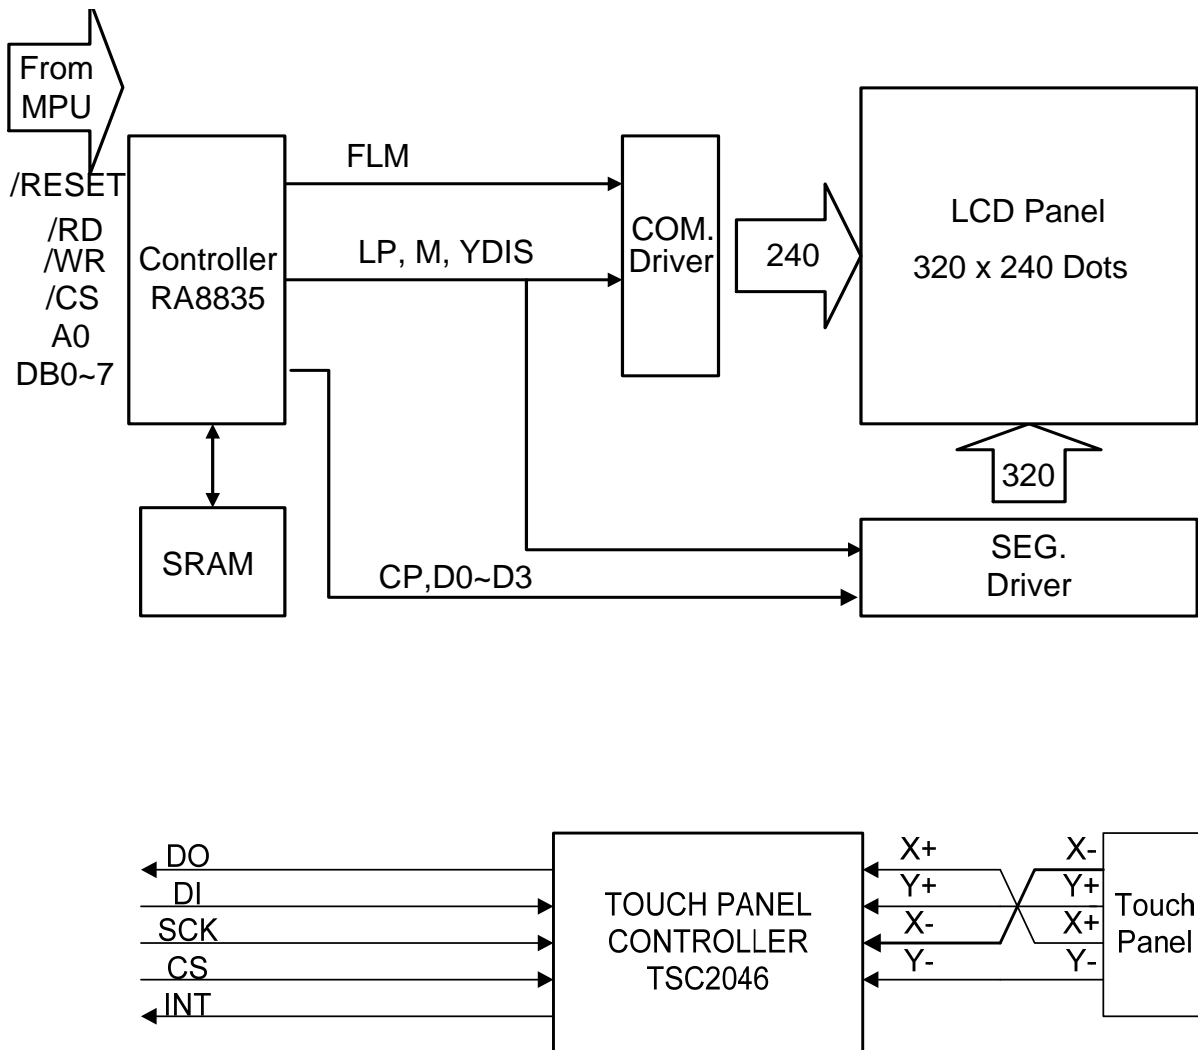 From
MPU
/RESET
/RD
/WR
/CS
A0
DB0~7
Controller
RA8835
SRAM
FLM
LP, M, YDIS
CP,D0~D3
COM.
Driver
240
LCD Panel
320 x 240 Dots
320
SEG.
Driver
DO
DI
SCK
CS
INT
TOUCH PANEL
CONTROLLER
TSC2046
X+
Y+
X-
Y-
X-
Y+
X+
Y-
Touch
Panel